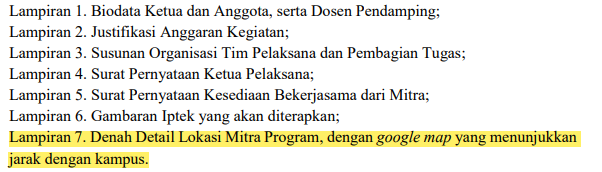 Lampiran 1. Biodata Ketua dan Anggota, serta Dosen Pendamping;
Lampiran 2. Justifikasi Anggaran Kegiatan;
Lampiran 3. Susunan Organisasi Tim Pelaksana dan Pembagian Tugas;
Lampiran 4. Surat Pernyataan Ketua Pelaksana;
Lampiran 5. Surat Pernyataan Kesediaan Bekerjasama dari Mitra;
Lampiran 6. Gambaran Iptek yang akan diterapkan;
Lampiran 7. Denah Detail Lokasi Mitra Program, dengan google map yang menunjukkan
jarak dengan kampus.